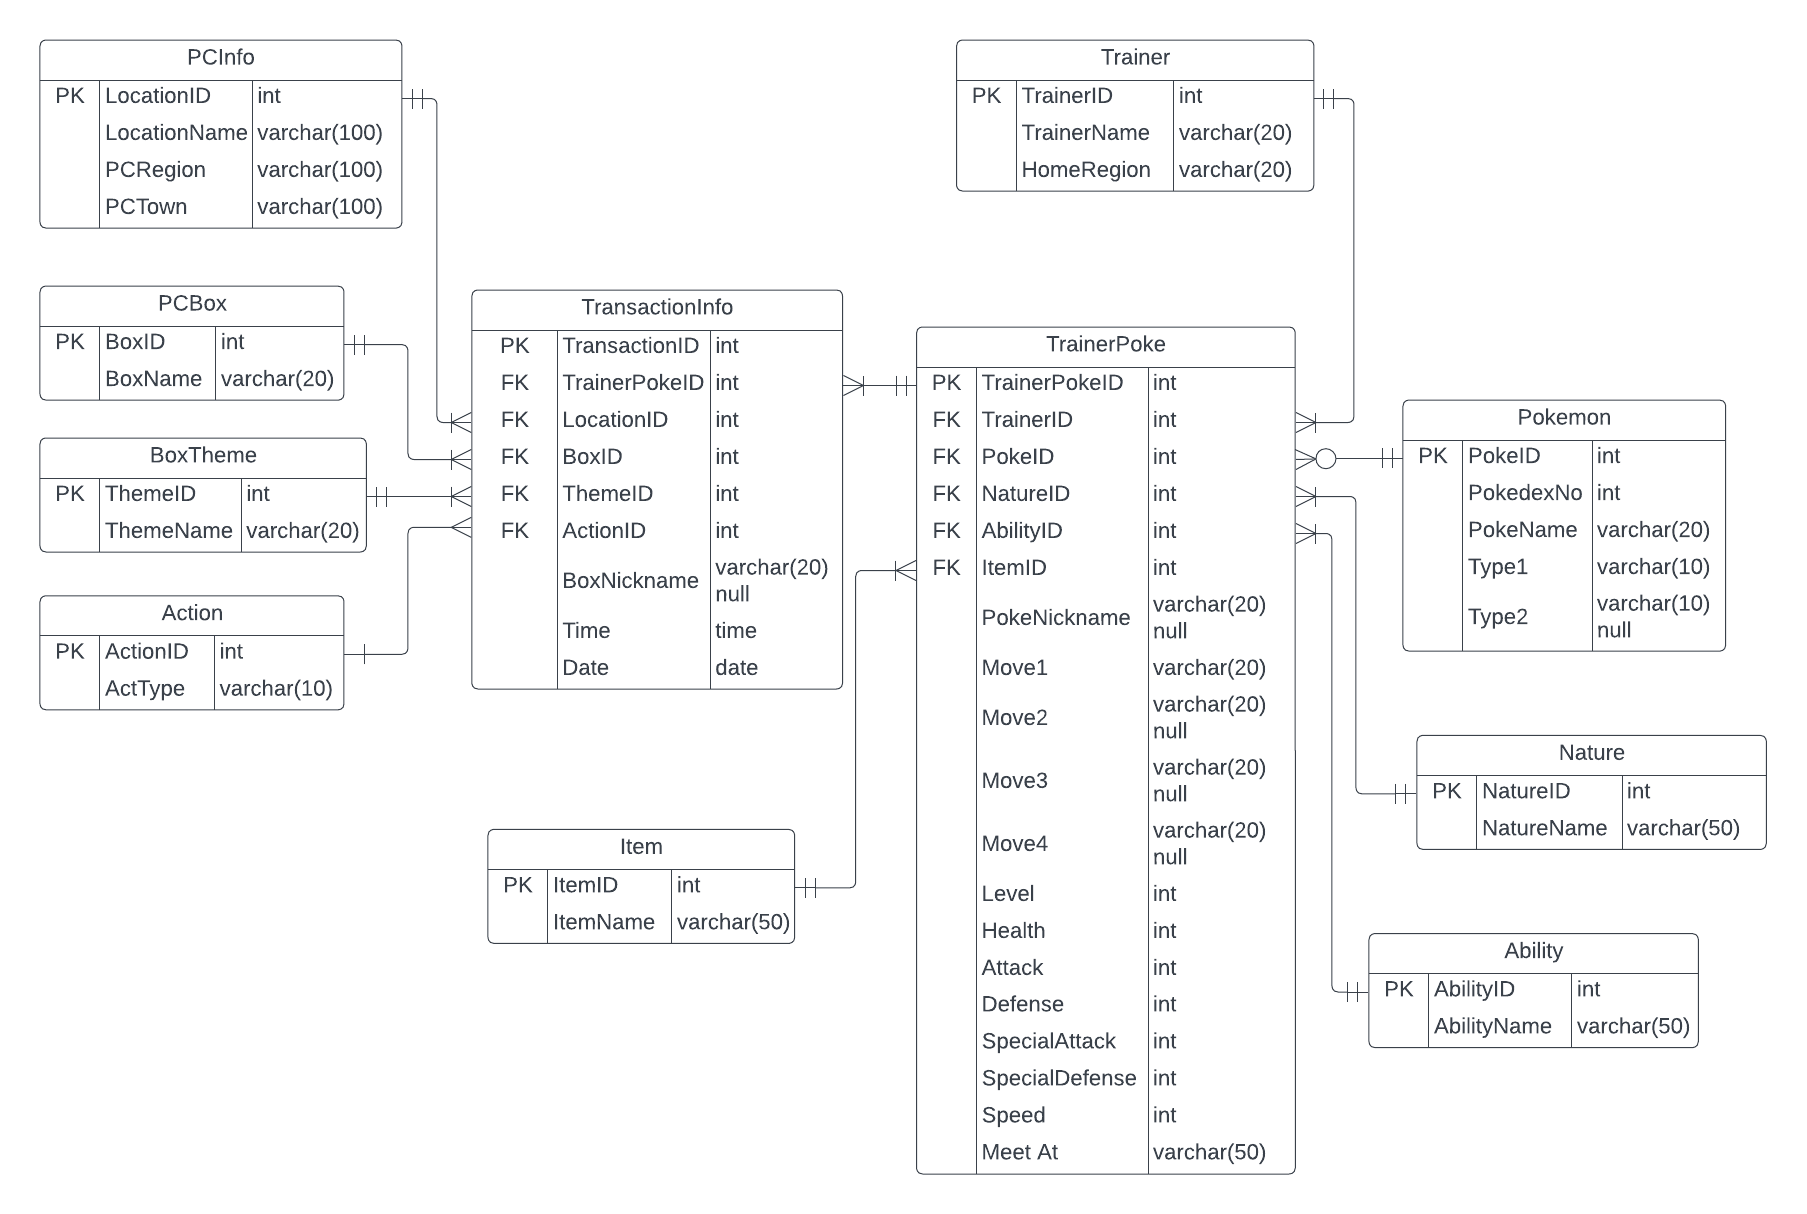 PCInfo
PK LocationID int
LocationName varchar(100)
PCRegion varchar(100)
PCTown varchar(100)
PCBox
PK BoxID int
BoxName varchar(20)
BoxTheme
PK ThemeID int
ThemeName varchar(20)
Action
PK ActionID int
ActType varchar(10)
TransactionInfo
PK TransactionID int
FK TrainerPokeID int
FK LocationID int
FK BoxID int
FK ThemeID int
FK ActionID int
BoxNickname varchar(20)
null
Time time
Date date
Item
PK ItemID int
ItemName varchar(50)
Trainer
PK TrainerID int
TrainerName varchar(20)
HomeRegion varchar(20)
TrainerPoke
PK TrainerPokeID int
FK TrainerID int
FK PokeID int
FK NatureID int
FK AbilityID int
FK ItemID int
PokeNickname varchar(20)
null
Move1 varchar(20)
Move2 varchar(20)
null
Move3 varchar(20)
null
Move4 varchar(20)
null
Level int
Health int
Attack int
Defense int
SpecialAttack int
SpecialDefense int
Speed int
Meet At varchar(50)
Pokemon
PK PokeID int
PokedexNo int
PokeName varchar(20)
Type1 varchar(10)
Type2 varchar(10)
null
Nature
PK NatureID int
NatureName varchar(50)
Ability
PK AbilityID int
AbilityName varchar(50)